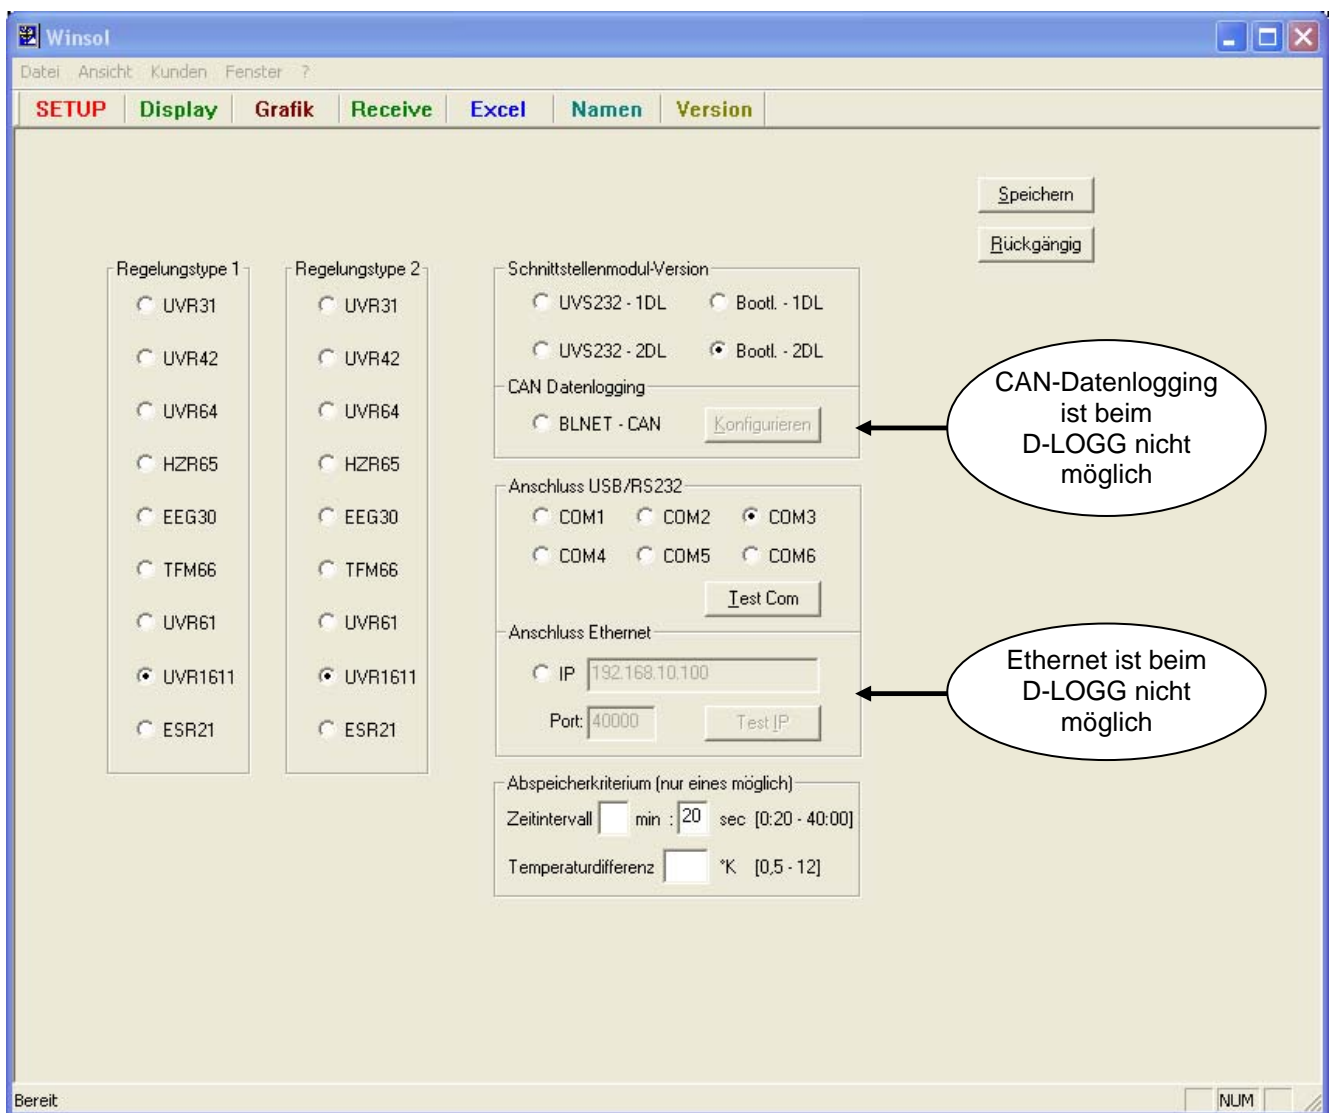 Winsol
Datei Ansicht Kunden Fenster ?
SETUP Display Grafik Receive Excel Namen Version
Speichern
Rückgängig
Regelungstype 1
UVR31
UVR42
UVR64
HZR65
EEG30
TFM66
UVR61
UVR1611
ESR21
Regelungstype 2
UVR31
UVR42
UVR64
HZR65
EEG30
TFM66
UVR61
UVR1611
ESR21
Schnittstellenmodul-Version
UVS232 - 1DL Bootl. - 1DL
UVS232 - 2DL Bootl. - 2DL
CAN Datenlogging
BLNET - CAN Konfigurieren
CAN-Datenlogging
ist beim
D-LOGG nicht
möglich
Anschluss USB/RS232
COM1 COM2 COM3
COM4 COM5 COM6
Test Com
Anschluss Ethernet
IP 192.168.10.100
Port: 40000 Test IP
Ethernet ist beim
D-LOGG nicht
möglich
Abspeicherkriterium (nur eines möglich)
Zeitintervall min : 20 sec [0:20 - 40:00]
Temperaturdifferenz °K [0,5 - 12]
Bereit NUM